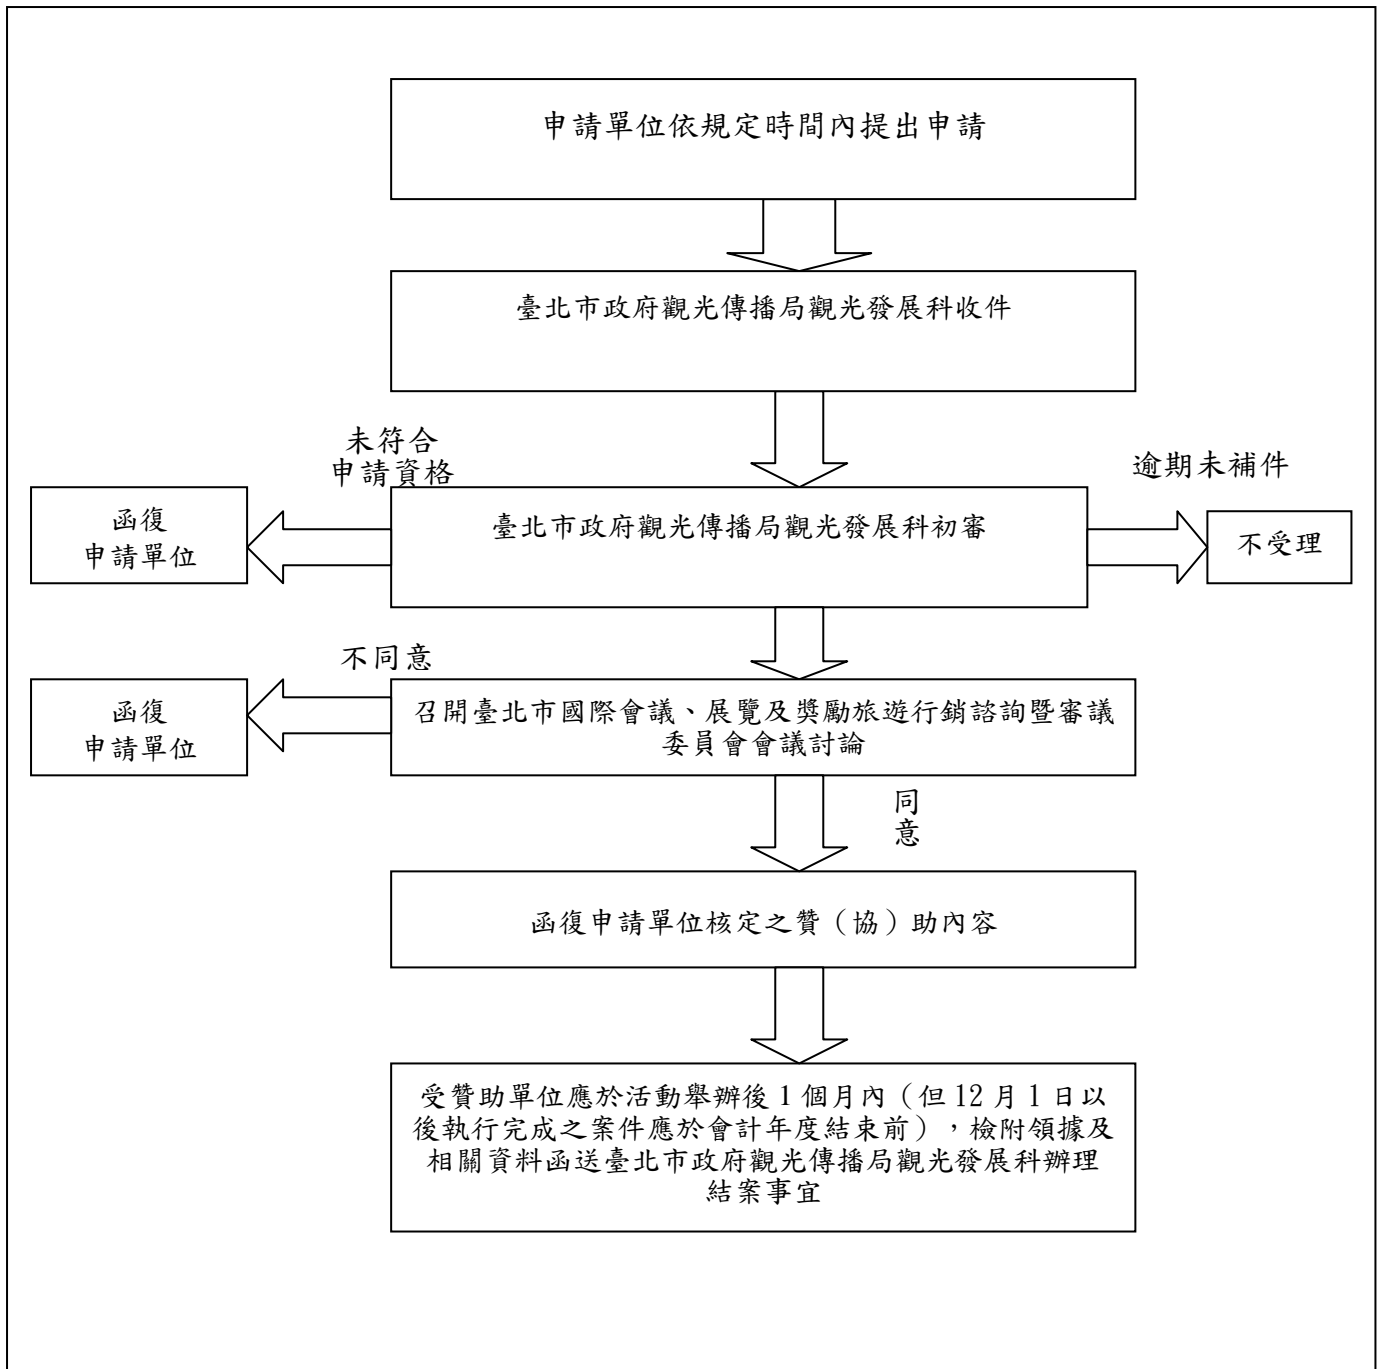 申請單位依規定時間內提出申請
臺北市政府觀光傳播局觀光發展科收件
未符合
申請資格
逾期未補件
函復
申請單位
臺北市政府觀光傳播局觀光發展科初審
不受理
不同意
函復
申請單位
召開臺北市國際會議、展覽及獎勵旅遊行銷諮詢暨審議
委員會會議討論
同
意
函復申請單位核定之贊（協）助內容
受贊助單位應於活動舉辦後 1 個月內（但 12 月 1 日以
後執行完成之案件應於會計年度結束前），檢附領據及
相關資料函送臺北市政府觀光傳播局觀光發展科辦理
結案事宜